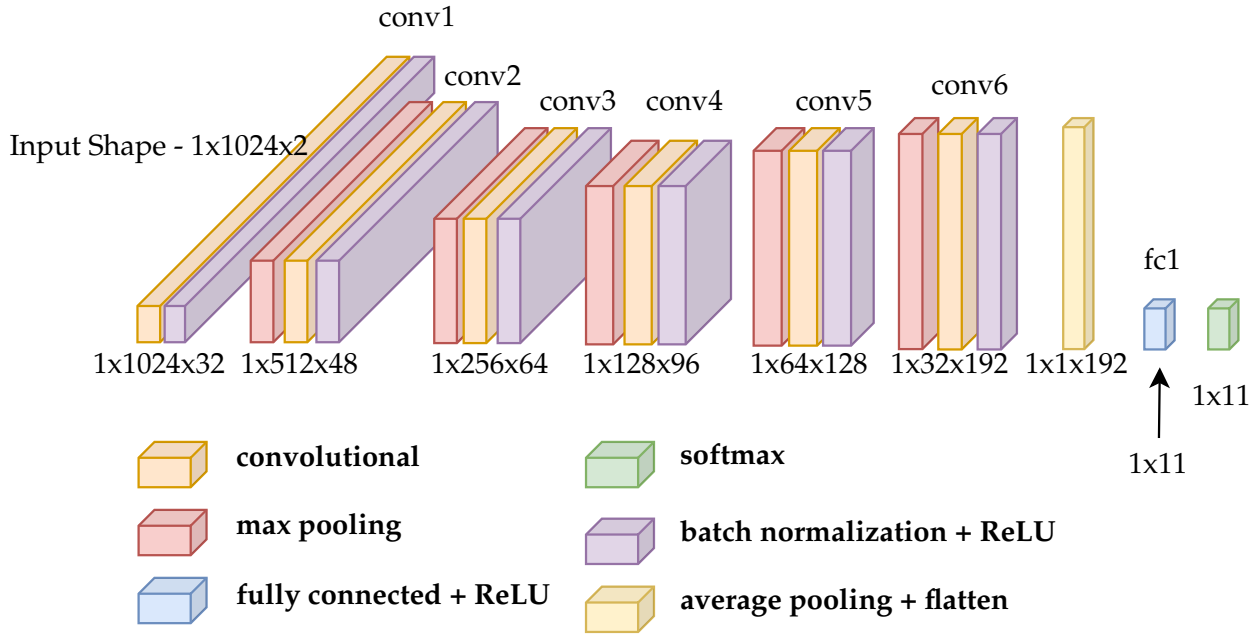 conv1
conv2
conv3
conv4
conv5
conv6
Input Shape - 1x1024x2
fc1
1x1024x32
1x512x48
1x256x64
1x128x96
1x64x128
1x32x192
1x1x192
1x11
1x11
convolutional
softmax
max pooling
batch normalization + ReLU
fully connected + ReLU
average pooling + flatten